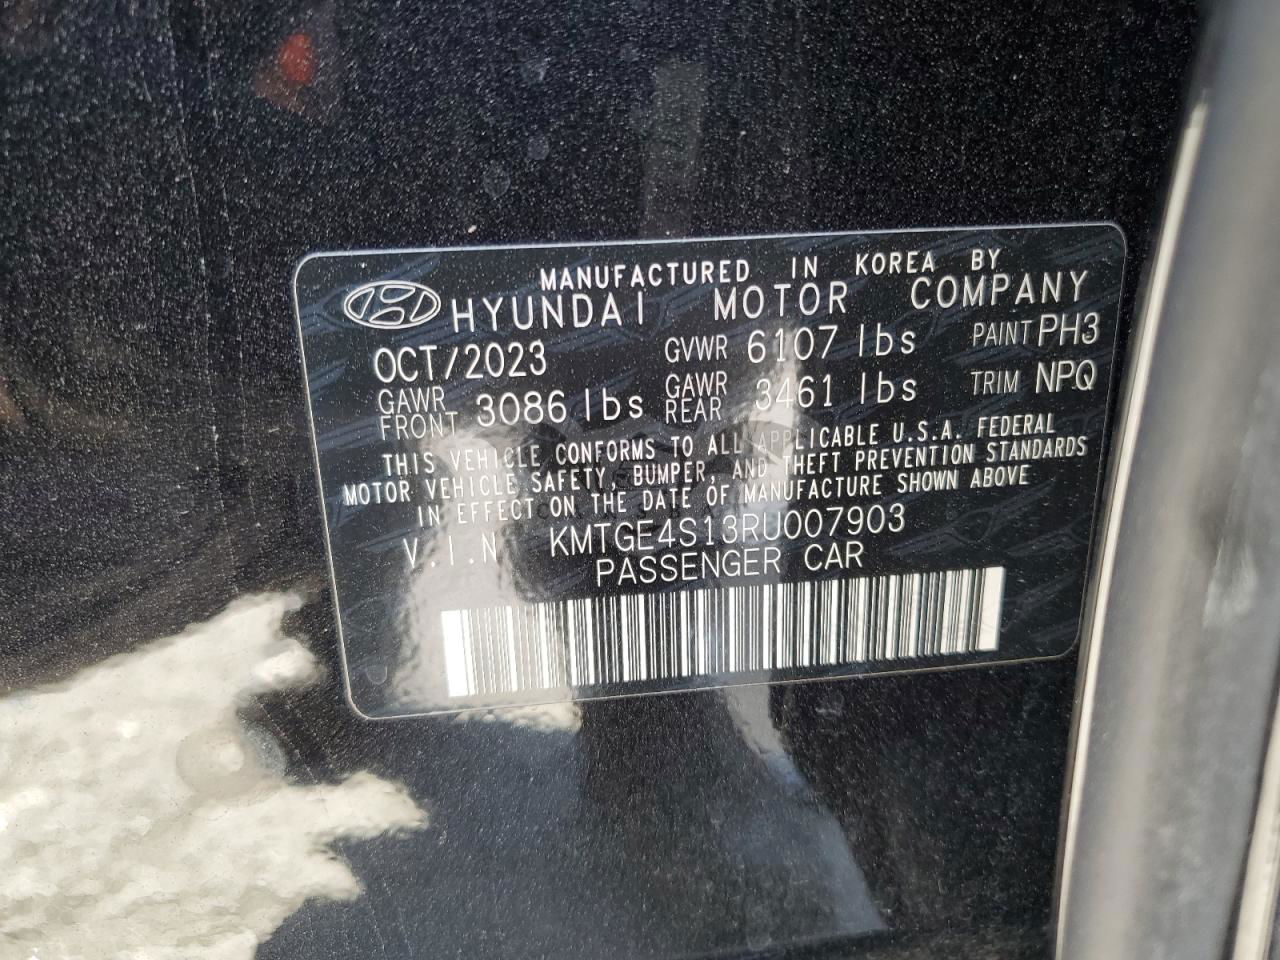 MANUFACTURED IN KOREA BY
HYUNDAI MOTOR COMPANY
OCT/2023 GVWR 6107 lbs PAINT PH3
GAWR FRONT 3086 lbs GAWR REAR 3461 lbs TRIM NPQ
THIS VEHICLE CONFORMS TO ALL APPLICABLE U.S.A. FEDERAL
MOTOR VEHICLE SAFETY, BUMPER, AND THEFT PREVENTION STANDARDS
IN EFFECT ON THE DATE OF MANUFACTURE SHOWN ABOVE
V.I.N KMTGE4S13RU007903
PASSENGER CAR